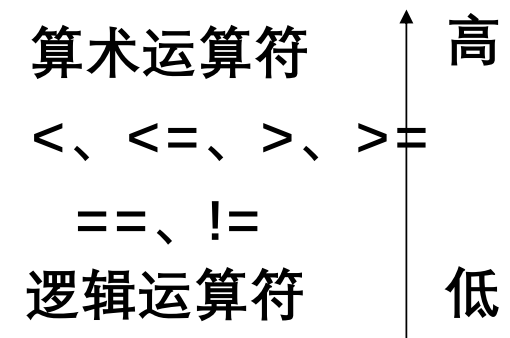 算术运算符 高
<、<=、>、>=
==、!=
逻辑运算符 低